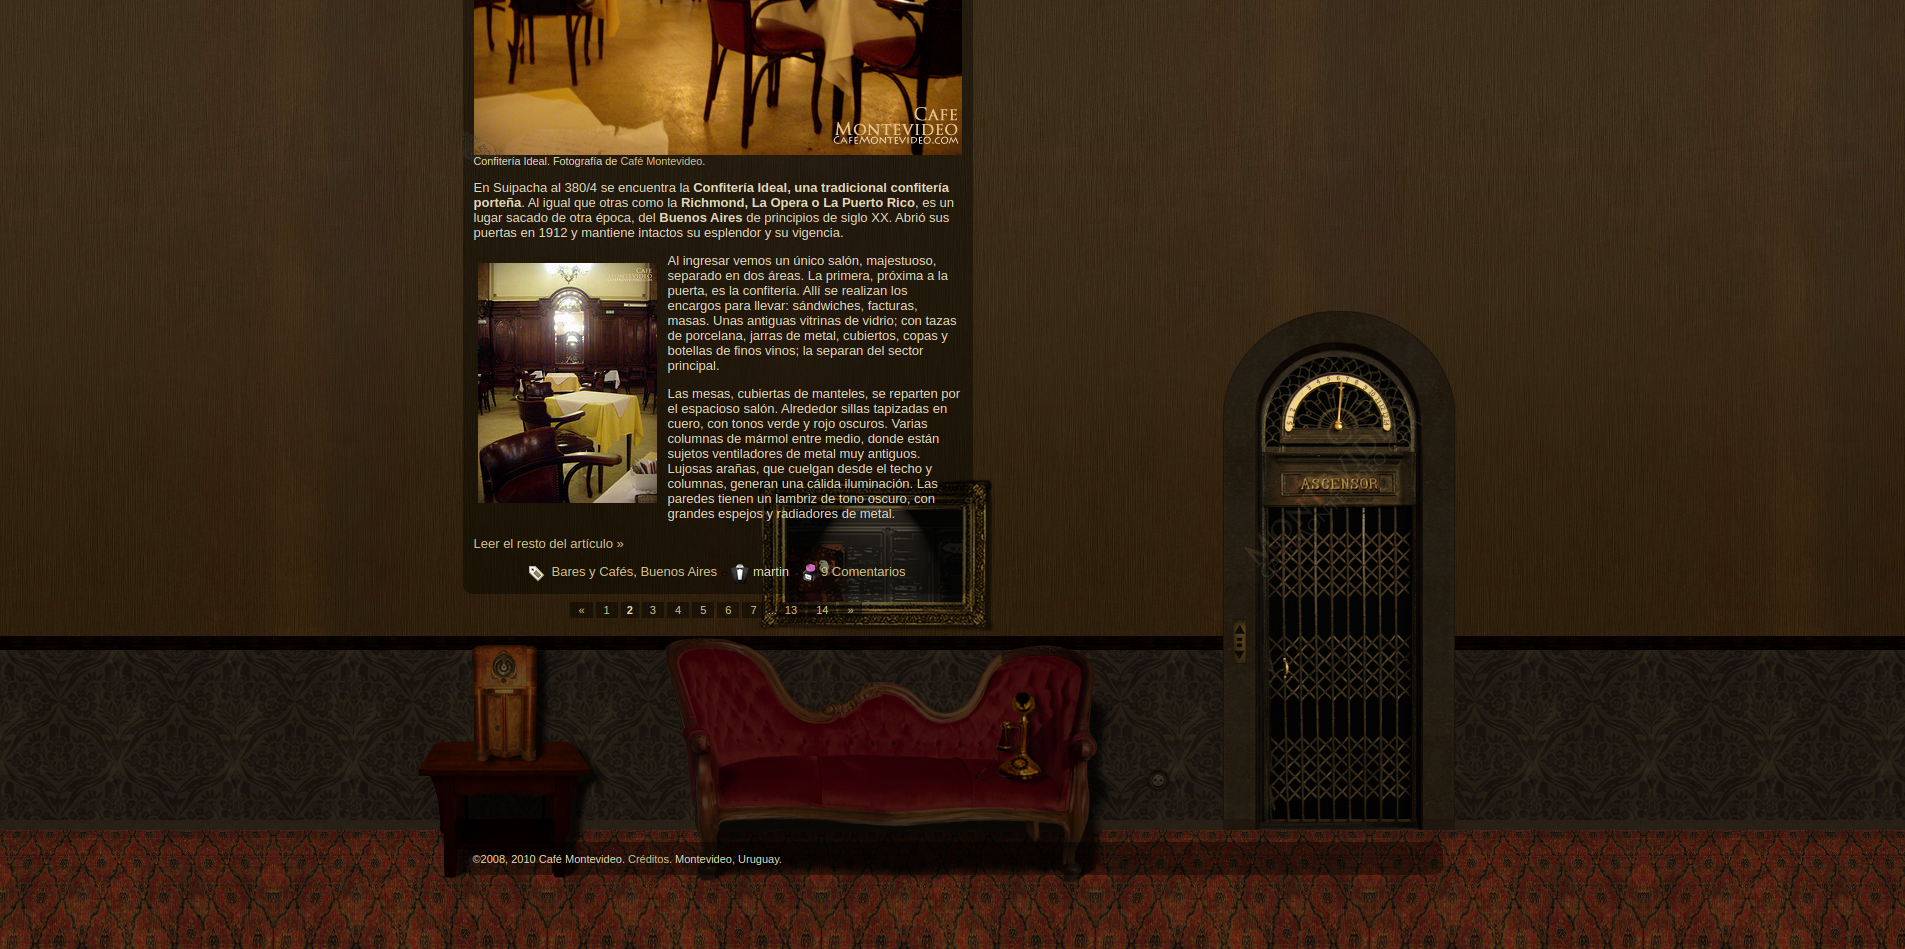 CAFE
MONTEVIDEO
CAFEMONTEVIDEO.COM
Confitería Ideal. Fotografía de Café Montevideo.
En Suipacha al 380/4 se encuentra la Confitería Ideal, una tradicional confitería
porteña. Al igual que otras como la Richmond, La Opera o La Puerto Rico, es un
lugar sacado de otra época, del Buenos Aires de principios de siglo XX. Abrió sus
puertas en 1912 y mantiene intactos su esplendor y su vigencia.
CAFE
MONTEVIDEO
Al ingresar vemos un único salón, majestuoso,
separado en dos áreas. La primera, próxima a la
puerta, es la confitería. Allí se realizan los
encargos para llevar: sándwiches, facturas,
masas. Unas antiguas vitrinas de vidrio; con tazas
de porcelana, jarras de metal, cubiertos, copas y
botellas de finos vinos; la separan del sector
principal.
Las mesas, cubiertas de manteles, se reparten por
el espacioso salón. Alrededor sillas tapizadas en
cuero, con tonos verde y rojo oscuros. Varias
columnas de mármol entre medio, donde están
sujetos ventiladores de metal muy antiguos.
Lujosas arañas, que cuelgan desde el techo y
columnas, generan una cálida iluminación. Las
paredes tienen un lambriz de tono oscuro, con
grandes espejos y radiadores de metal.
Leer el resto del artículo »
Bares y Cafés, Buenos Aires martin 9 Comentarios
« 1 2 3 4 5 6 7 ... 13 14 »
ASCENSOR
©2008, 2010 Café Montevideo. Créditos. Montevideo, Uruguay.